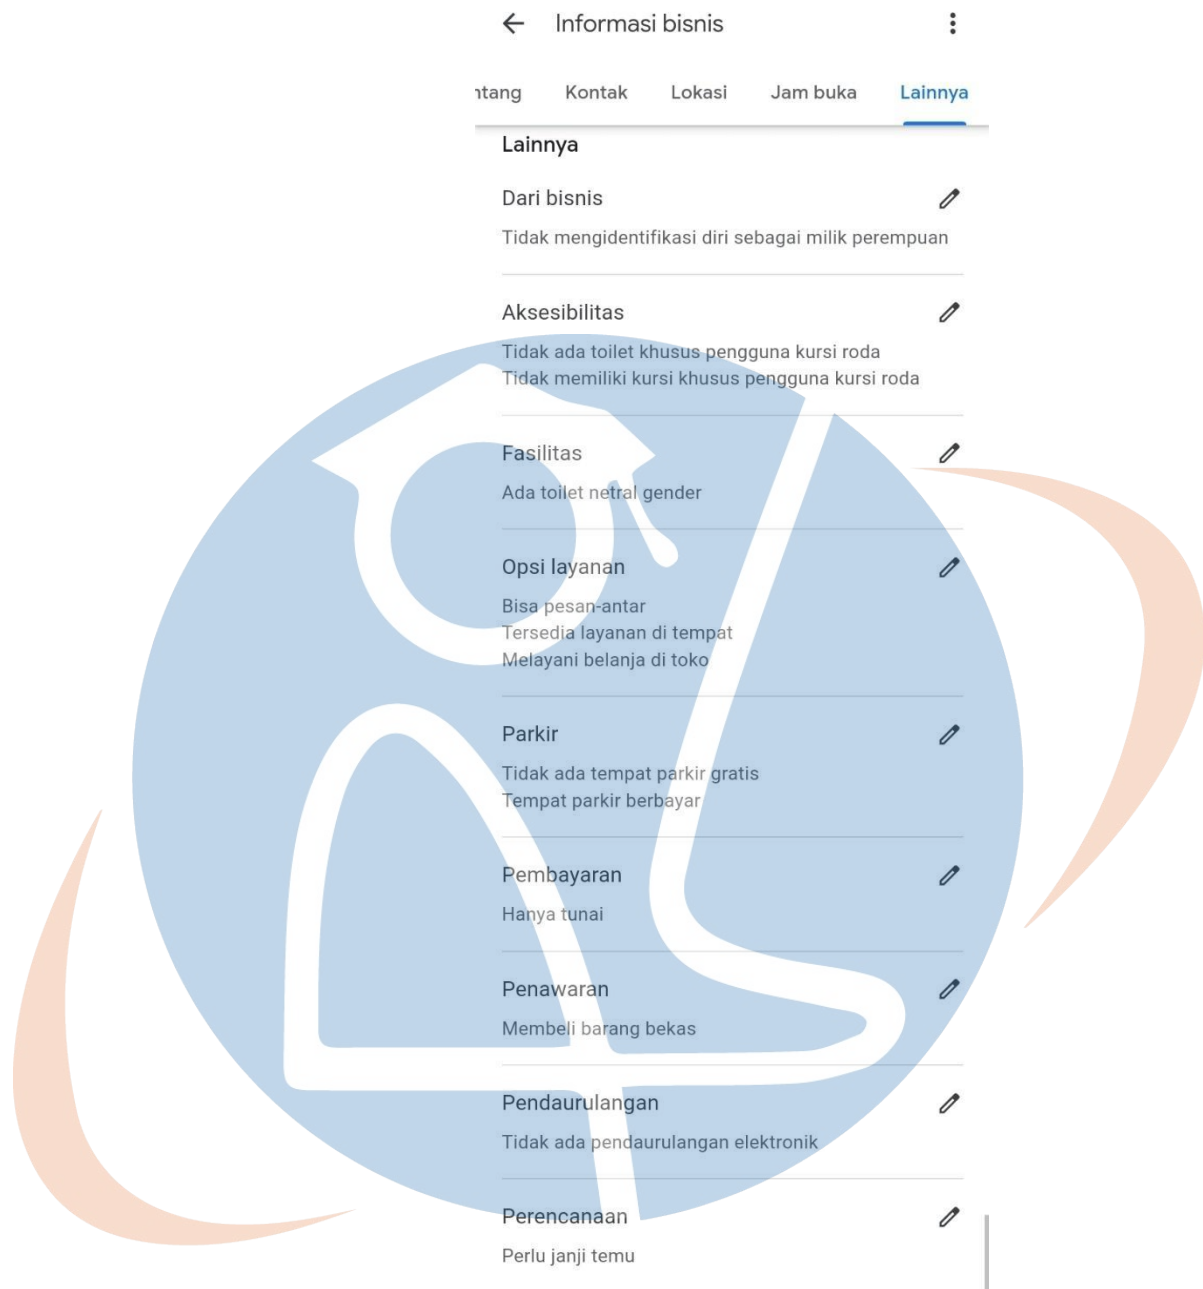 Informasi bisnis
ntang Kontak Lokasi Jam buka Lainnya
Lainnya
Dari bisnis
Tidak mengidentifikasi diri sebagai milik perempuan
Aksesibilitas
Tidak ada toilet khusus pengguna kursi roda
Tidak memiliki kursi khusus pengguna kursi roda
Fasilitas
Ada toilet netral gender
Opsi layanan
Bisa pesan-antar
Tersedia layanan di tempat
Melayani belanja di toko
Parkir
Tidak ada tempat parkir gratis
Tempat parkir berbayar
Pembayaran
Hanya tunai
Penawaran
Membeli barang bekas
Pendaurulangan
Tidak ada pendaurulangan elektronik
Perencanaan
Perlu janji temu